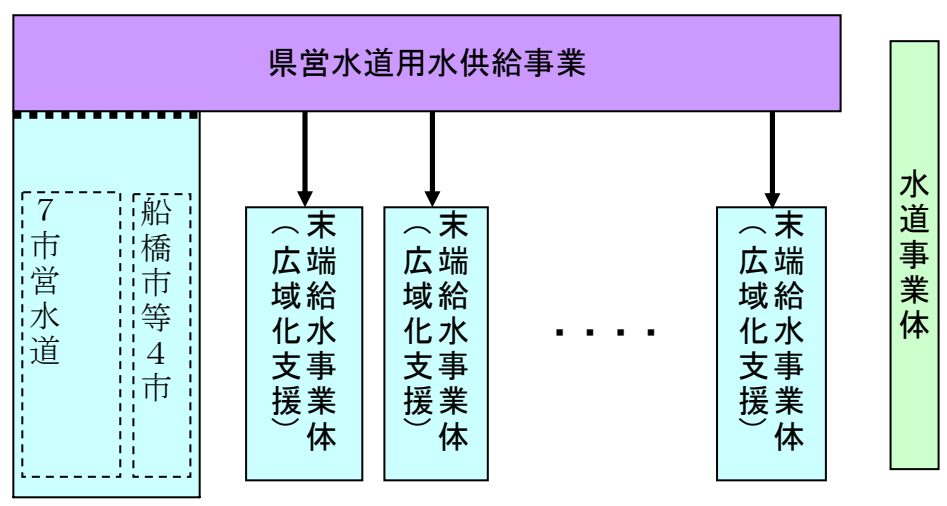 県営水道用水供給事業
7市営水道
船橋市等4市
末端給水事業体
（広域化支援）
末端給水事業体
（広域化支援）
・・・・
末端給水事業体
（広域化支援）
水道事業体